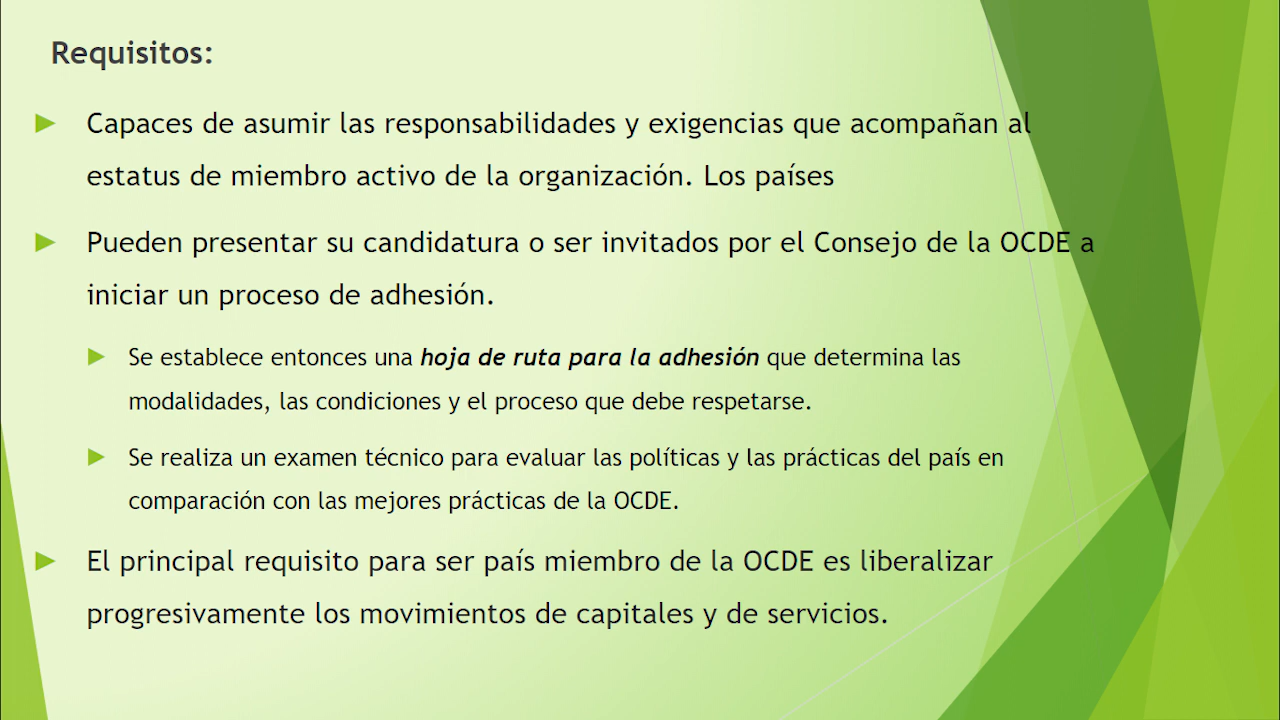 Requisitos:
Capaces de asumir las responsabilidades y exigencias que acompañan al
estatus de miembro activo de la organización. Los países
Pueden presentar su candidatura o ser invitados por el Consejo de la OCDE a
iniciar un proceso de adhesión.
Se establece entonces una hoja de ruta para la adhesión que determina las
modalidades, las condiciones y el proceso que debe respetarse.
Se realiza un examen técnico para evaluar las políticas y las prácticas del país en
comparación con las mejores prácticas de la OCDE.
El principal requisito para ser país miembro de la OCDE es liberalizar
progresivamente los movimientos de capitales y de servicios.